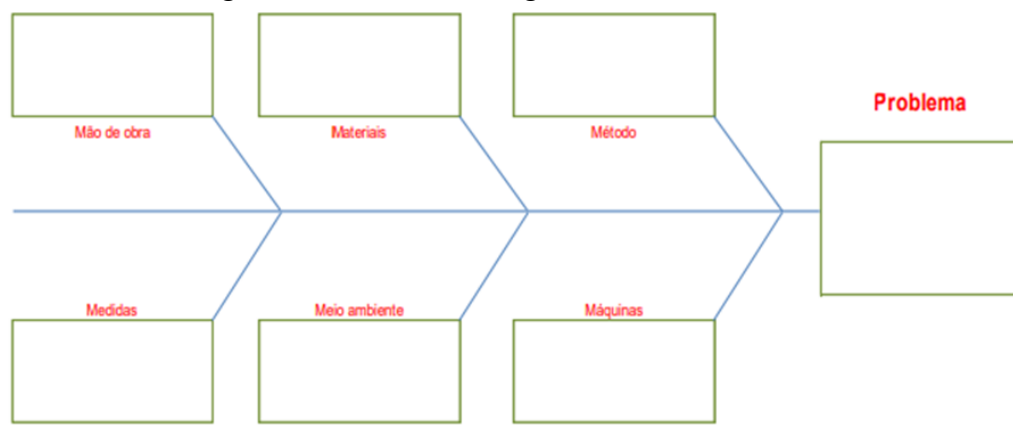 Problema
Mão de obra
Materiais
Método
Medidas
Meio ambiente
Máquinas